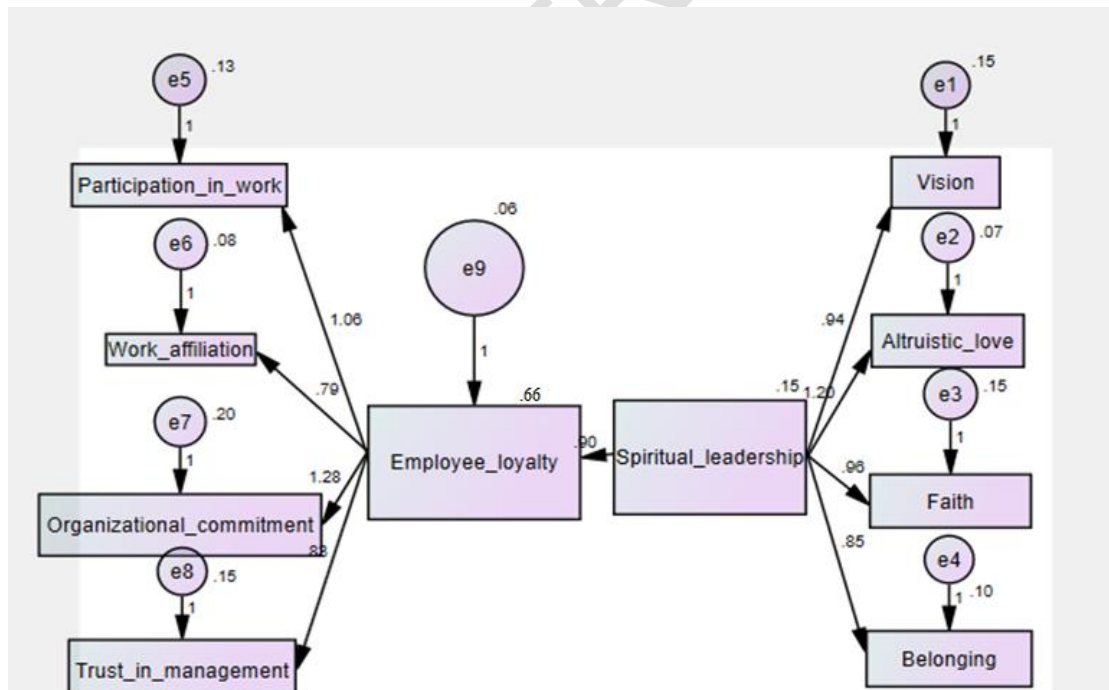 e5 .13
1
Participation_in_work
e6 .08
1
Work_affiliation
e7 .20
1
Organizational_commitment
e8 .15
1
Trust_in_management
1.06
.79
1.28
.83
.06
e9
1
.66
Employee_loyalty
.90
.15
Spiritual_leadership
.94
1.20
.96
.85
e1 .15
1
Vision
e2 .07
1
Altruistic_love
e3 .15
1
Faith
e4
1 .10
Belonging